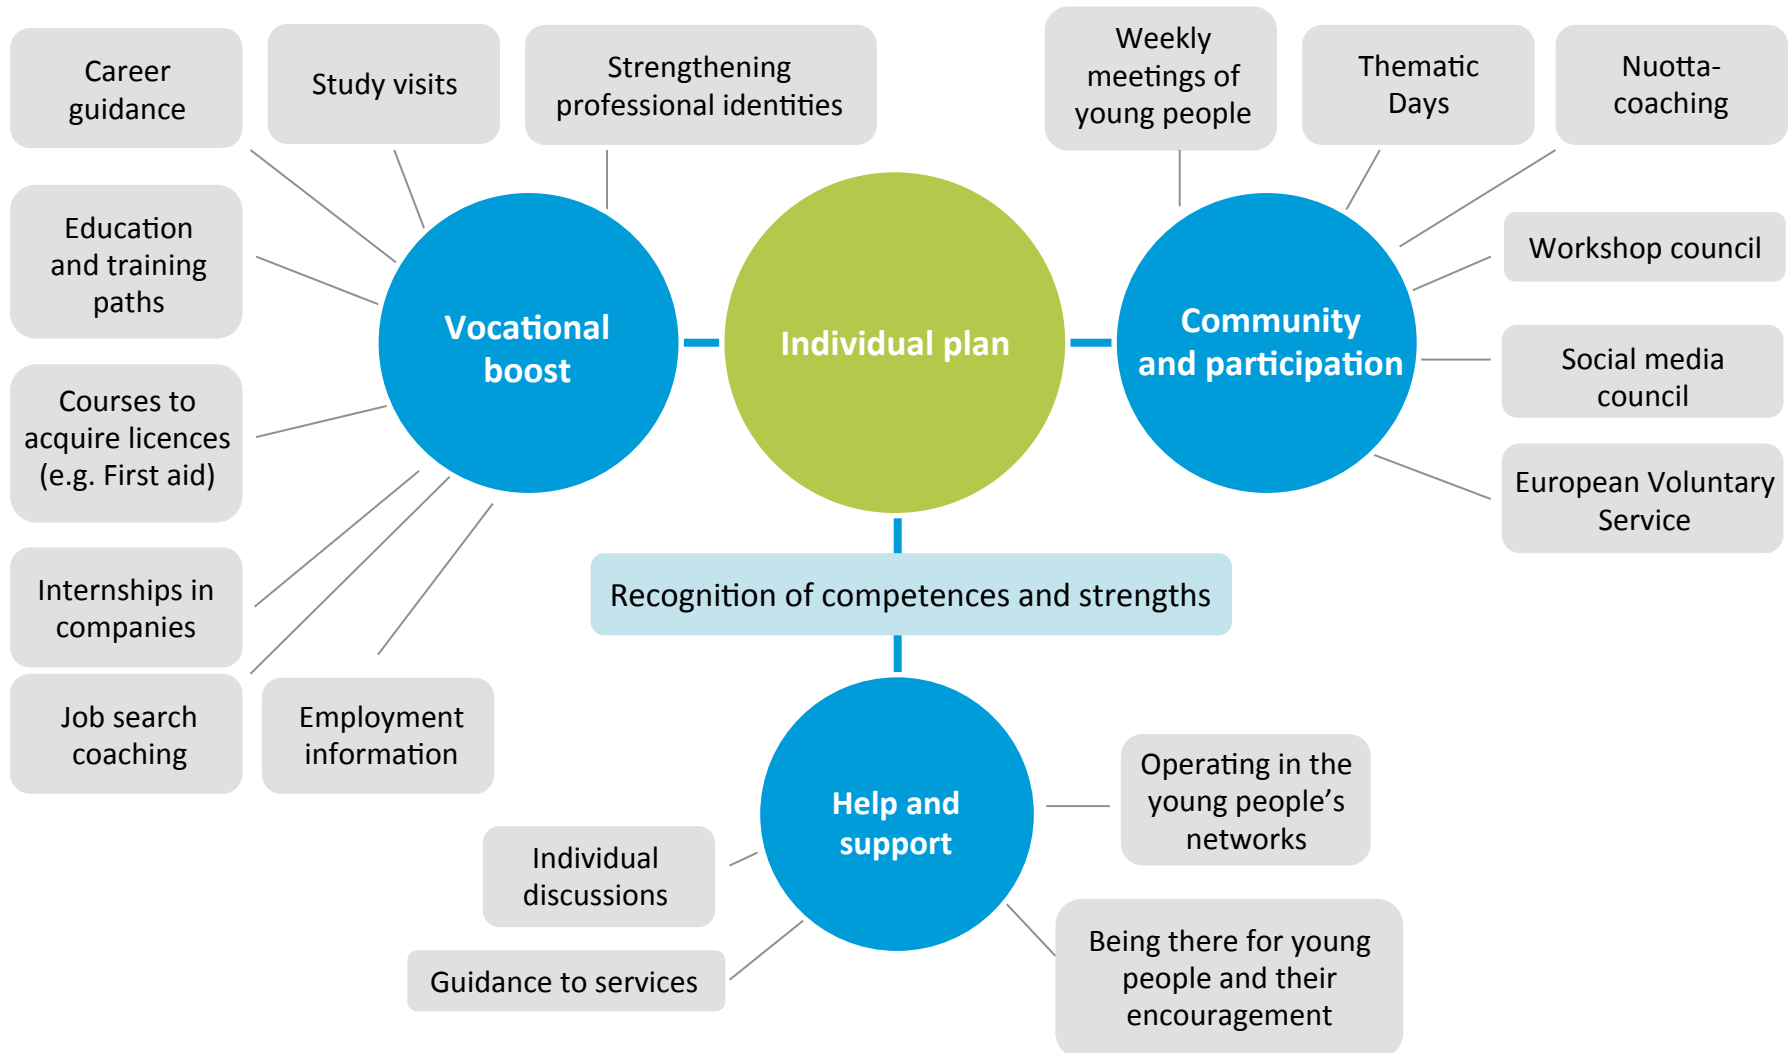 Career
guidance
Study visits
Strengthening
professional identities
Weekly
meetings of
young people
Thematic
Days
Nuotta-
coaching
Education
and training
paths
Workshop council
Vocational
boost
Individual plan
Community
and participation
Social media
council
Courses to
acquire licences
(e.g. First aid)
European Voluntary
Service
Internships in
companies
Recognition of competences and strengths
Job search
coaching
Employment
information
Help and
support
Operating in the
young people’s
networks
Individual
discussions
Guidance to services
Being there for young
people and their
encouragement